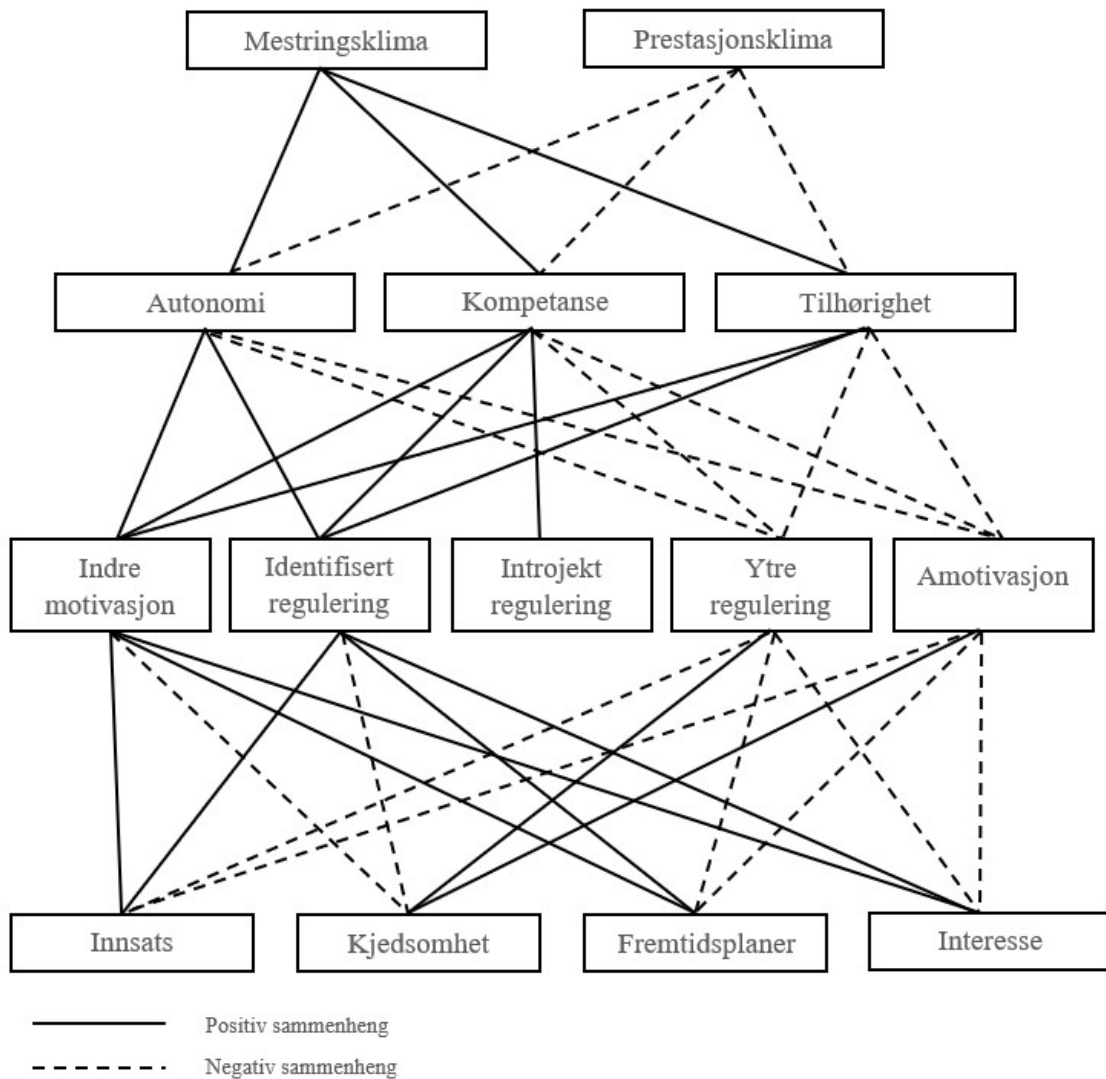 Mestringsklima
Prestasjonsklima
Autonomi
Kompetanse
Tilhørighet
Indre
motivasjon
Identifisert
regulering
Introjekt
regulering
Ytre
regulering
Amotivasjon
Innsats
Kjedsomhet
Fremtidsplaner
Interesse
Positiv sammenheng
Negativ sammenheng